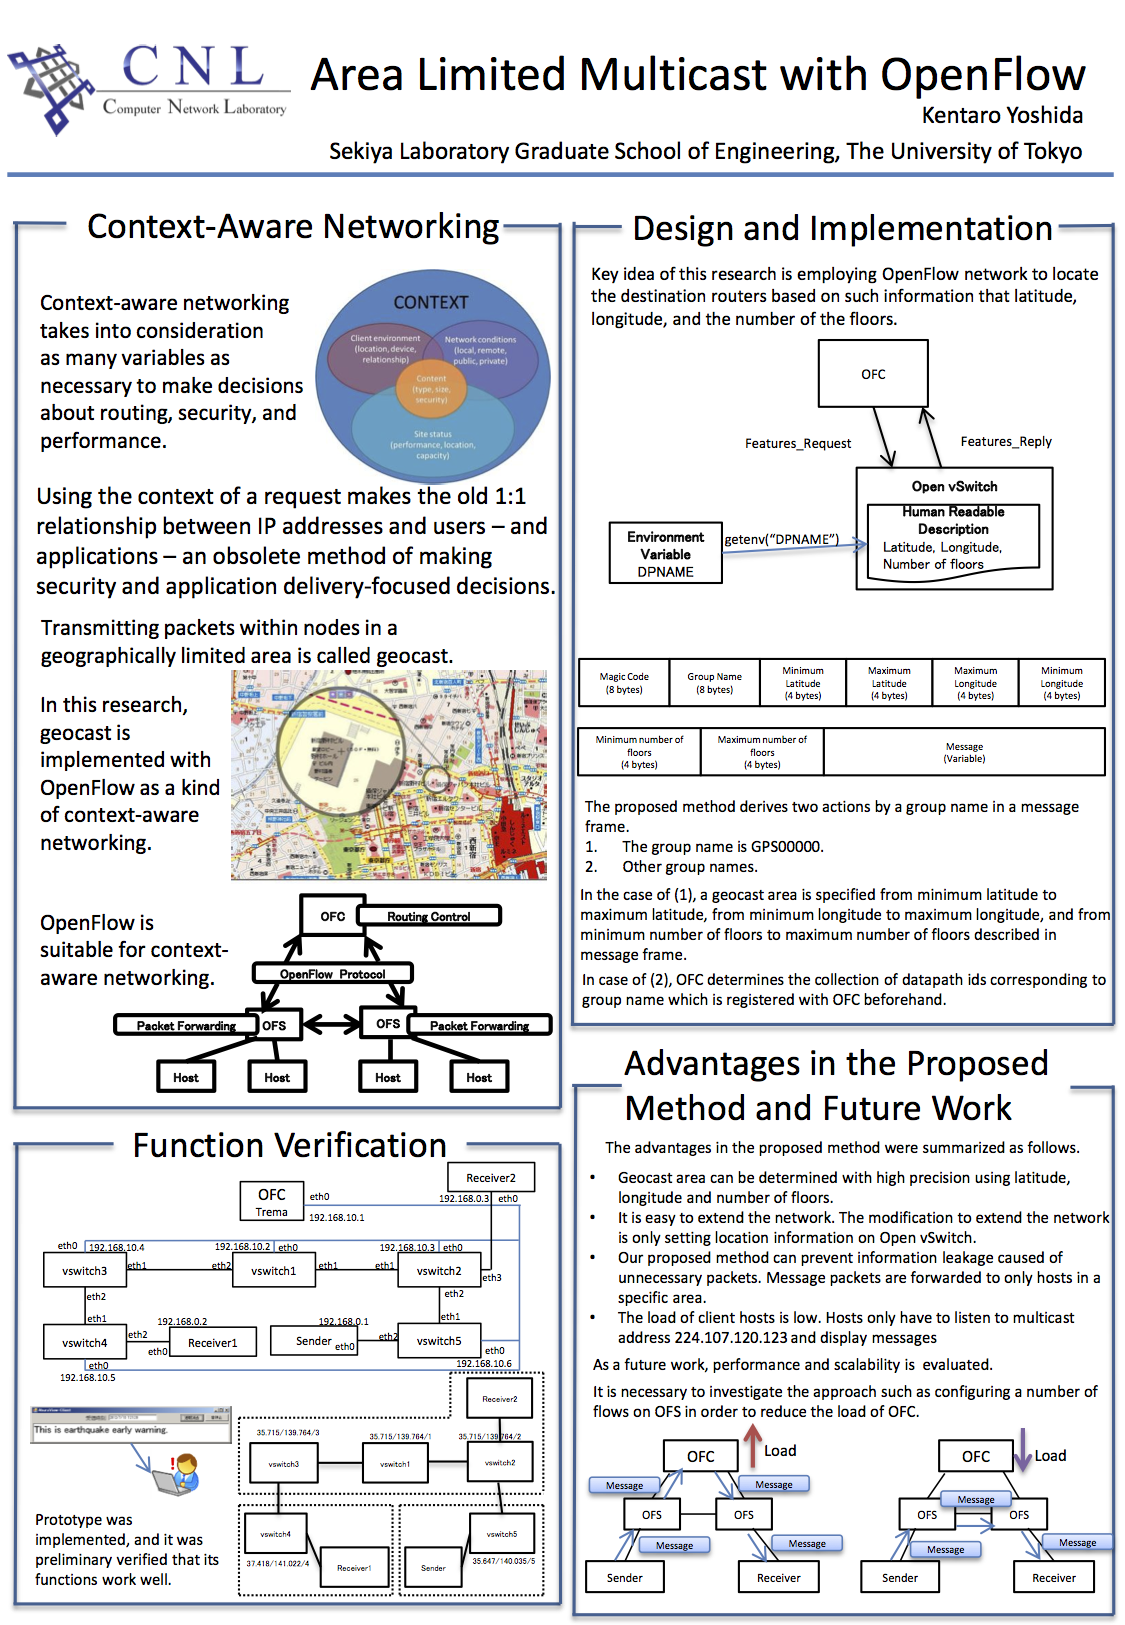 CNL
Computer Network Laboratory
Area Limited Multicast with OpenFlow
Kentaro Yoshida
Sekiya Laboratory Graduate School of Engineering, The University of Tokyo
Context-Aware Networking
Context-aware networking
takes into consideration
as many variables as
necessary to make decisions
about routing, security, and
performance.
CONTEXT
Client environment
(location, device,
relationship)
Network conditions
(local, remote,
public, private)
Content
(type, size,
security)
Site status
(performance, location,
capacity)
Using the context of a request makes the old 1:1
relationship between IP addresses and users – and
applications – an obsolete method of making
security and application delivery-focused decisions.
Transmitting packets within nodes in a
geographically limited area is called geocast.
In this research,
geocast is
implemented with
OpenFlow as a kind
of context-aware
networking.
OpenFlow is
suitable for context-
aware networking.
OFC
Routing Control
OpenFlow Protocol
Packet Forwarding
OFS
OFS
Packet Forwarding
Host
Host
Host
Host
Function Verification
Receiver2
OFC
Trema
eth0
192.168.10.1
192.168.0.3
eth0
eth0
192.168.10.4
192.168.10.2
eth0
192.168.10.3
eth0
vswitch3
eth1
eth2
vswitch1
eth1
eth1
vswitch2
eth3
eth2
eth2
eth1
192.168.0.2
192.168.0.1
eth1
vswitch4
eth2
eth0
Receiver1
Sender
eth0
eth2
vswitch5
eth0
eth0
192.168.10.5
192.168.10.6
This is earthquake early warning.
Receiver2
35.715/139.764/3
35.715/139.764/1
35.715/139.764/2
vswitch3
vswitch1
vswitch2
vswitch4
vswitch5
37.418/141.022/4
35.647/140.035/5
Receiver1
Sender
Prototype was
implemented, and it was
preliminary verified that its
functions work well.
Design and Implementation
Key idea of this research is employing OpenFlow network to locate
the destination routers based on such information that latitude,
longitude, and the number of the floors.
OFC
Features_Request
Features_Reply
Open vSwitch
Human Readable
Description
Latitude, Longitude,
Number of floors
Environment
Variable
DPNAME
getenv(“DPNAME”)
Magic Code
(8 bytes)
Group Name
(8 bytes)
Minimum
Latitude
(4 bytes)
Maximum
Latitude
(4 bytes)
Maximum
Longitude
(4 bytes)
Minimum
Longitude
(4 bytes)
Minimum number of
floors
(4 bytes)
Maximum number of
floors
(4 bytes)
Message
(Variable)
The proposed method derives two actions by a group name in a message
frame.
1. The group name is GPS00000.
2. Other group names.
In the case of (1), a geocast area is specified from minimum latitude to
maximum latitude, from minimum longitude to maximum longitude, and from
minimum number of floors to maximum number of floors described in
message frame.
In case of (2), OFC determines the collection of datapath ids corresponding to
group name which is registered with OFC beforehand.
Advantages in the Proposed
Method and Future Work
The advantages in the proposed method were summarized as follows.
• Geocast area can be determined with high precision using latitude,
longitude and number of floors.
• It is easy to extend the network. The modification to extend the network
is only setting location information on Open vSwitch.
• Our proposed method can prevent information leakage caused of
unnecessary packets. Message packets are forwarded to only hosts in a
specific area.
• The load of client hosts is low. Hosts only have to listen to multicast
address 224.107.120.123 and display messages
As a future work, performance and scalability is evaluated.
It is necessary to investigate the approach such as configuring a number of
flows on OFS in order to reduce the load of OFC.
OFC
Load
Message
Message
OFS
OFS
Message
Message
Sender
Receiver
OFC
Load
Message
OFS
OFS
Message
Message
Sender
Receiver